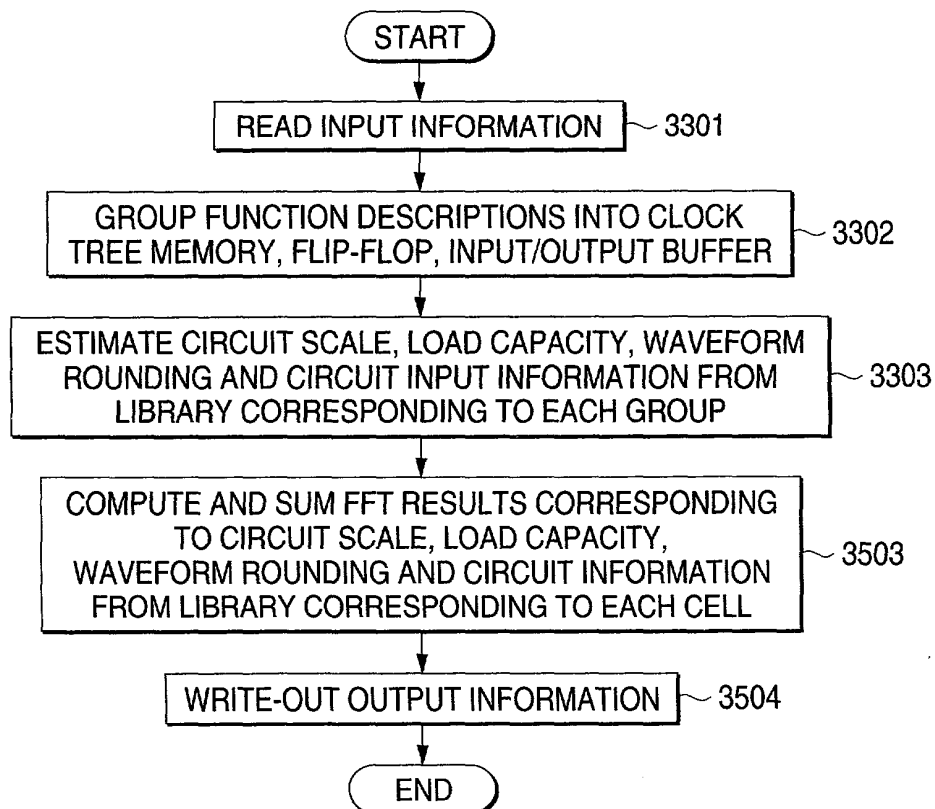 START
READ INPUT INFORMATION
3301
GROUP FUNCTION DESCRIPTIONS INTO CLOCK
TREE MEMORY, FLIP-FLOP, INPUT/OUTPUT BUFFER
3302
ESTIMATE CIRCUIT SCALE, LOAD CAPACITY, WAVEFORM
ROUNDING AND CIRCUIT INPUT INFORMATION FROM
LIBRARY CORRESPONDING TO EACH GROUP
3303
COMPUTE AND SUM FFT RESULTS CORRESPONDING
TO CIRCUIT SCALE, LOAD CAPACITY,
WAVEFORM ROUNDING AND CIRCUIT INFORMATION
FROM LIBRARY CORRESPONDING TO EACH CELL
3503
WRITE-OUT OUTPUT INFORMATION
3504
END